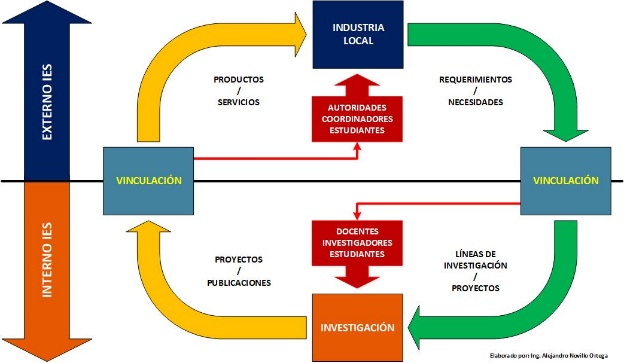 EXTERNO IES
INDUSTRIA
LOCAL
PRODUCTOS
/
SERVICIOS
REQUERIMIENTOS
/
NECESIDADES
AUTORIDADES
COORDINADORES
ESTUDIANTES
VINCULACIÓN
VINCULACIÓN
INTERNO IES
DOCENTES
INVESTIGADORES
ESTUDIANTES
PROYECTOS
/
PUBLICACIONES
LÍNEAS DE
INVESTIGACIÓN
/
PROYECTOS
INVESTIGACIÓN
Elaborado por: Ing. Alejandro Novillo Ortega